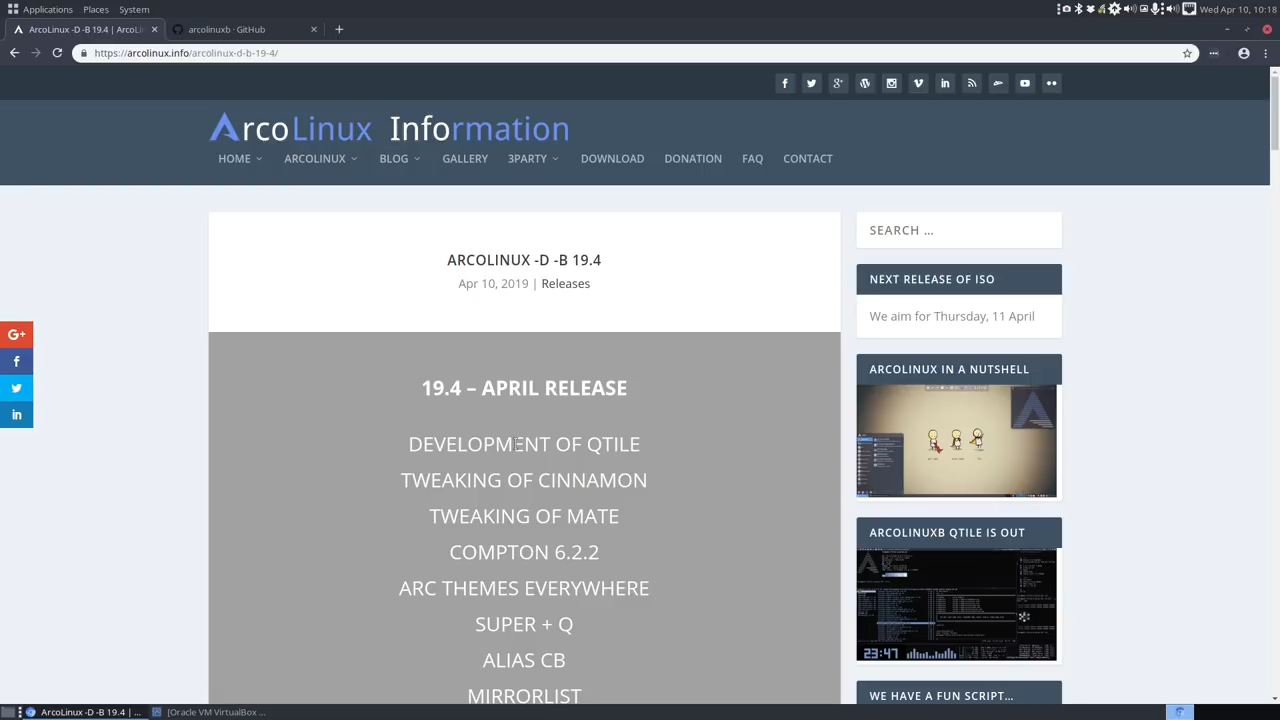 Applications Places System
Wed Apr 10, 10:18
ArcoLinux -D -B 19.4 | ArcoLi
arcolinuxb · GitHub
https://arcolinux.info/arcolinux-d-b-19-4/
ArcoLinux Information
HOME
ARCOLINUX
BLOG
GALLERY
3PARTY
DOWNLOAD
DONATION
FAQ
CONTACT
ARCOLINUX -D -B 19.4
Apr 10, 2019 | Releases
19.4 – APRIL RELEASE
DEVELOPMENT OF QTILE
TWEAKING OF CINNAMON
TWEAKING OF MATE
COMPTON 6.2.2
ARC THEMES EVERYWHERE
SUPER + Q
ALIAS CB
MIRRORLIST
SEARCH …
NEXT RELEASE OF ISO
We aim for Thursday, 11 April
ARCOLINUX IN A NUTSHELL
ARCOLINUXB QTILE IS OUT
23:47
WE HAVE A FUN SCRIPT…
G+
ArcoLinux -D -B 19.4 | ...
[Oracle VM VirtualBox ...